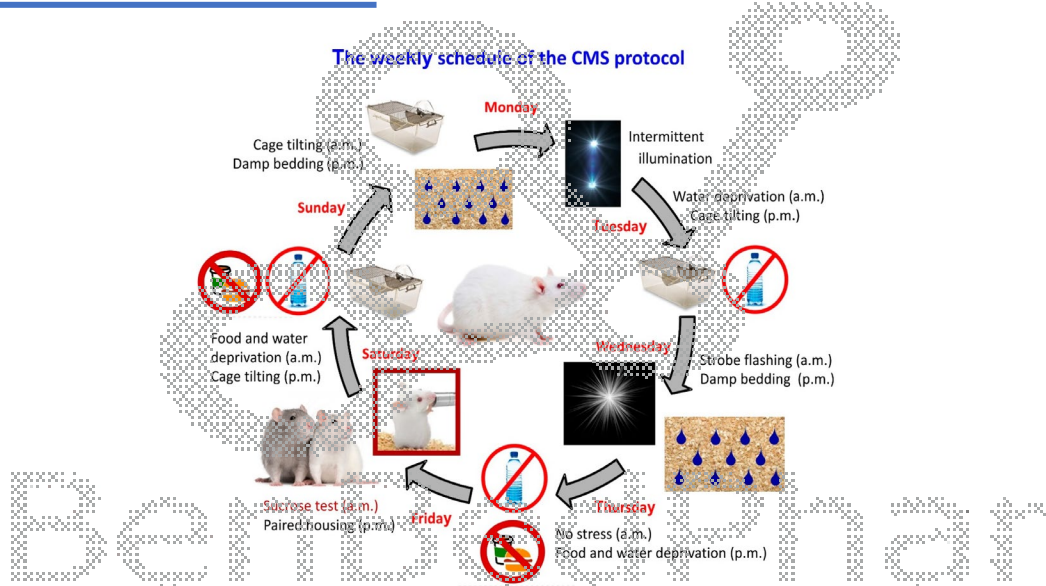 The weekly schedule of the CMS protocol
Monday
Cage tilting (a.m.)
Damp bedding (p.m.)
Intermittent
illumination
Water deprivation (a.m.)
Cage tilting (p.m.)
Sunday
Tuesday
Food and water
deprivation (a.m.)
Cage tilting (p.m.)
Saturday
Wednesday
Strobe flashing (a.m.)
Damp bedding (p.m.)
Sucrose test (a.m.)
Paired housing (p.m.)
Friday
Thursday
No stress (a.m.)
Food and water deprivation (p.m.)